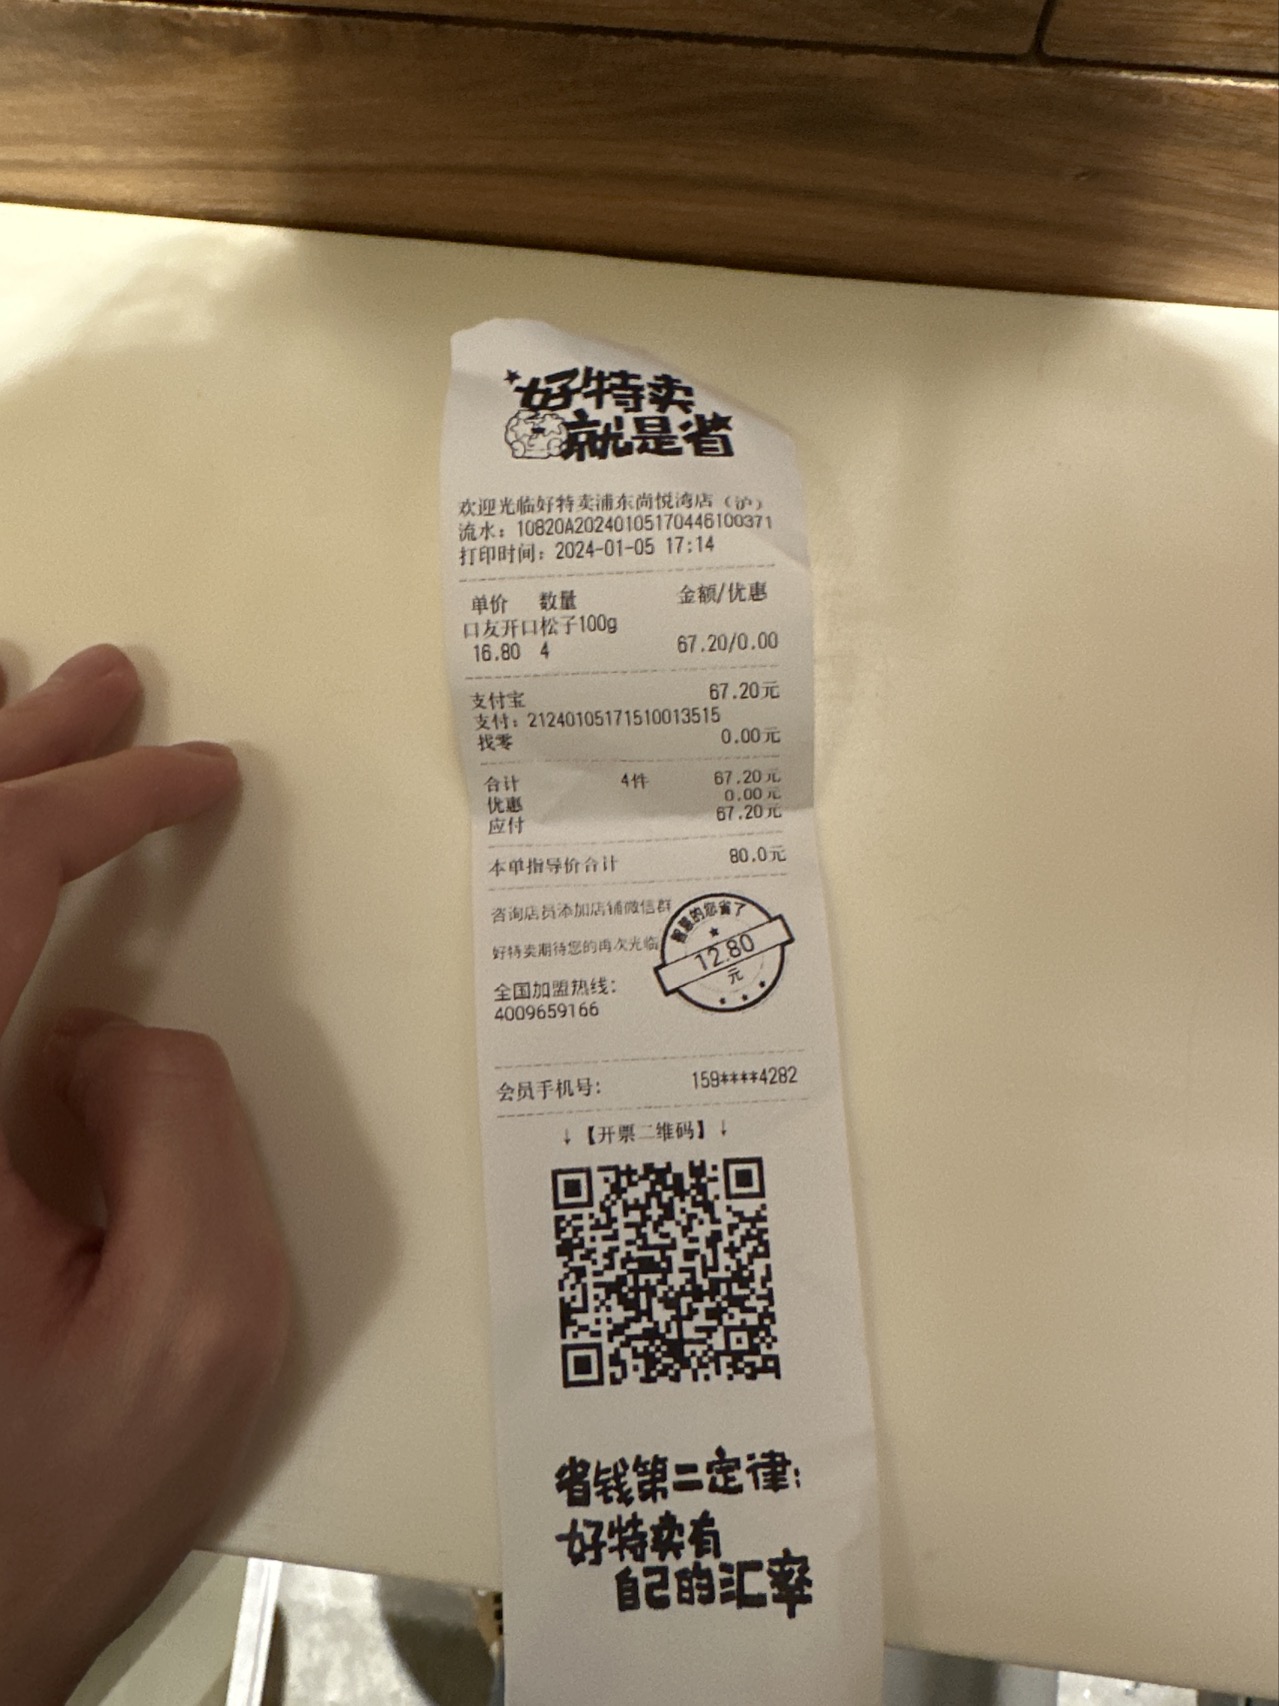 好特卖
就是省
欢迎光临好特卖浦东尚悦湾店（沪）
流水：10820A20240105170446100371
打印时间：2024-01-05 17:14
单价 数量 金额/优惠
口友开口松子100g
16.80 4 67.20/0.00
支付宝 67.20元
支付：21240105171510013515
找零 0.00元
合计 4件 67.20元
优惠 0.00元
应付 67.20元
本单指导价合计 80.0元
咨询店员添加店铺微信群
好特卖期待您的再次光临
智慧的您省了
12.80
元
全国加盟热线：
4009659166
会员手机号： 159****4282
↓【开票二维码】↓
省钱第二定律：
好特卖有
自己的汇率